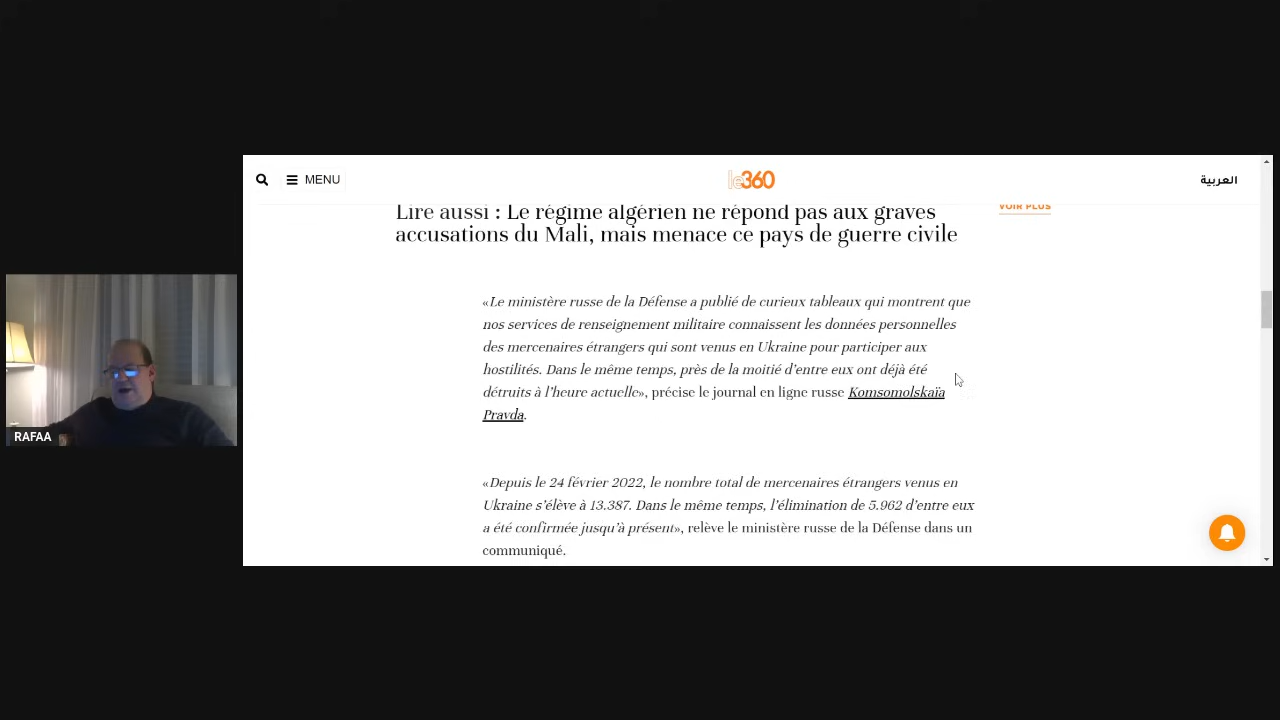 MENU
le360
العربية
Lire aussi : Le régime algérien ne répond pas aux graves
accusations du Mali, mais menace ce pays de guerre civile
VOIR PLUS
«Le ministère russe de la Défense a publié de curieux tableaux qui montrent que
nos services de renseignement militaire connaissent les données personnelles
des mercenaires étrangers qui sont venus en Ukraine pour participer aux
hostilités. Dans le même temps, près de la moitié d'entre eux ont déjà été
détruits à l'heure actuelle», précise le journal en ligne russe Komsomolskaïa
Pravda.
«Depuis le 24 février 2022, le nombre total de mercenaires étrangers venus en
Ukraine s'élève à 13.387. Dans le même temps, l'élimination de 5.962 d'entre eux
a été confirmée jusqu'à présent», relève le ministère russe de la Défense dans un
communiqué.
RAFAA